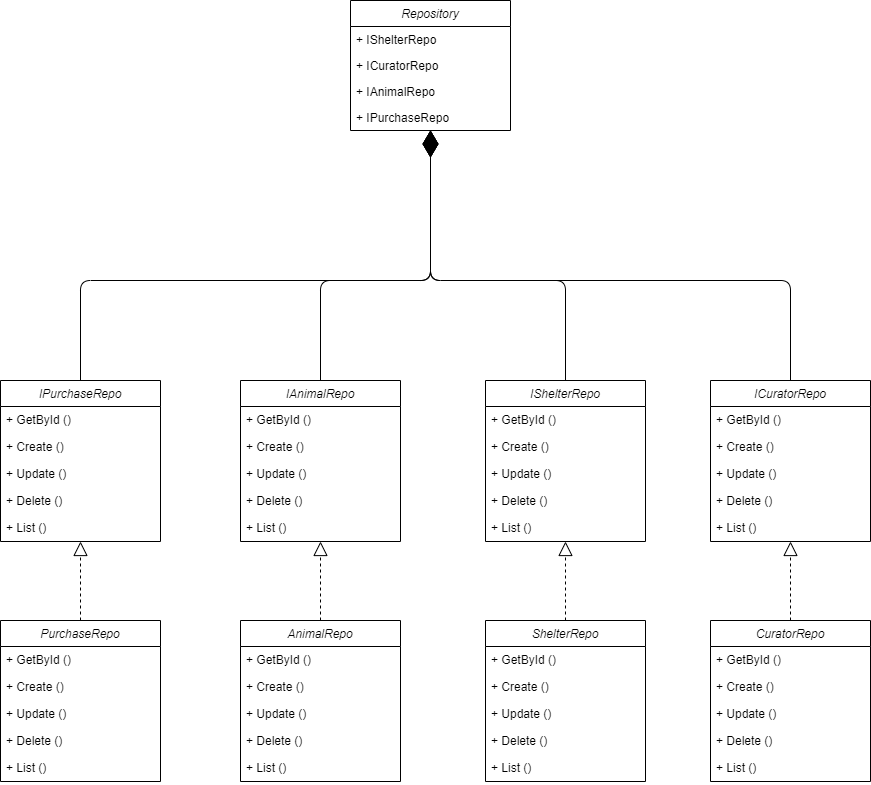 Repository
+ IShelterRepo
+ ICuratorRepo
+ IAnimalRepo
+ IPurchaseRepo
IPurchaseRepo
+ GetById ()
+ Create ()
+ Update ()
+ Delete ()
+ List ()
IAnimalRepo
+ GetById ()
+ Create ()
+ Update ()
+ Delete ()
+ List ()
IShelterRepo
+ GetById ()
+ Create ()
+ Update ()
+ Delete ()
+ List ()
ICuratorRepo
+ GetById ()
+ Create ()
+ Update ()
+ Delete ()
+ List ()
PurchaseRepo
+ GetById ()
+ Create ()
+ Update ()
+ Delete ()
+ List ()
AnimalRepo
+ GetById ()
+ Create ()
+ Update ()
+ Delete ()
+ List ()
ShelterRepo
+ GetById ()
+ Create ()
+ Update ()
+ Delete ()
+ List ()
CuratorRepo
+ GetById ()
+ Create ()
+ Update ()
+ Delete ()
+ List ()